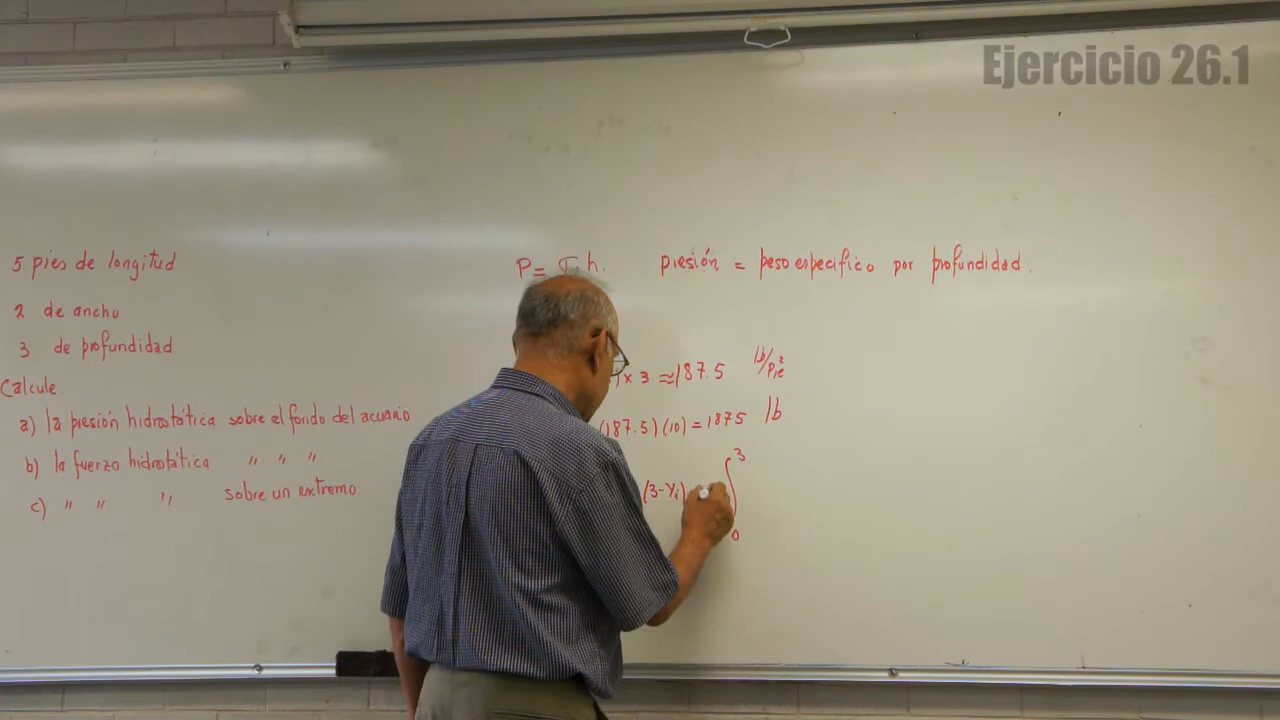 Ejercicio 26.1
5 pies de longitud
2 de ancho
3 de profundidad
Calcule
a) la presión hidrostática sobre el fondo del acuario
b) la fuerza hidrostática " " "
c) " " " sobre un extremo
P = h. presión = peso especifico por profundidad.
x 3 ≈ 187.5 lb/pie²
(187.5)(10) = 1875 lb
(3-yi) ∫ 3 0